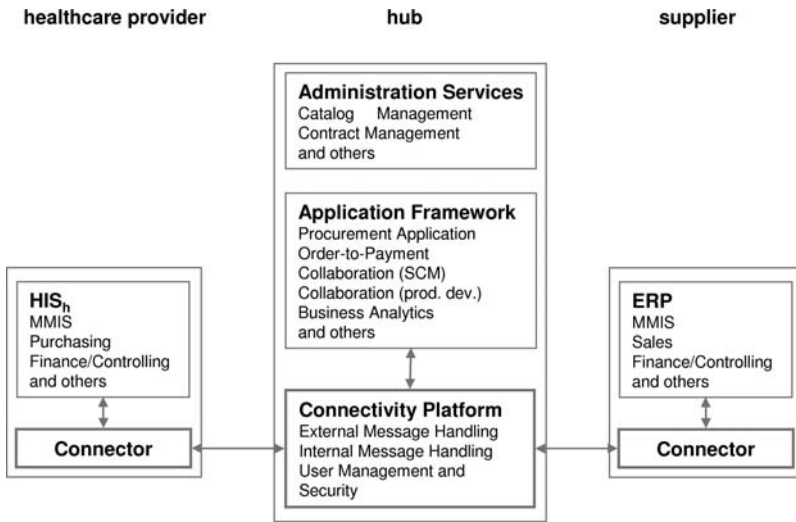 healthcare provider
hub
supplier
Administration Services
Catalog Management
Contract Management
and others
Application Framework
Procurement Application
Order-to-Payment
Collaboration (SCM)
Collaboration (prod. dev.)
Business Analytics
and others
HISh
MMIS
Purchasing
Finance/Controlling
and others
Connector
Connectivity Platform
External Message Handling
Internal Message Handling
User Management and
Security
ERP
MMIS
Sales
Finance/Controlling
and others
Connector